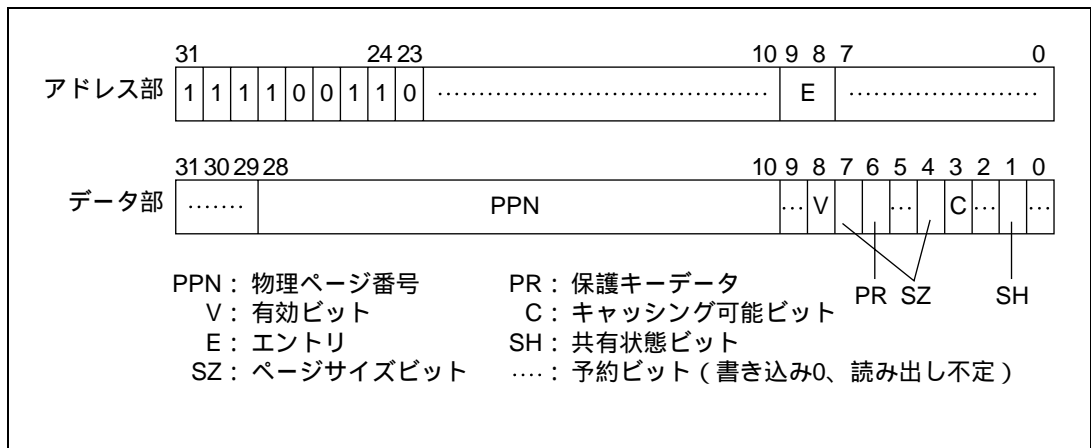 31 24 23 10 9 8 7 0
アドレス部 1 1 1 1 0 0 1 1 0 ………………………………… E ……………………
31 30 29 28 10 9 8 7 6 5 4 3 2 1 0
データ部 ……. PPN … V … C … …
PR SZ SH
PPN : 物理ページ番号 PR : 保護キーデータ
V : 有効ビット C : キャッシング可能ビット
E : エントリ SH : 共有状態ビット
SZ : ページサイズビット …. : 予約ビット ( 書き込み0、読み出し不定 )